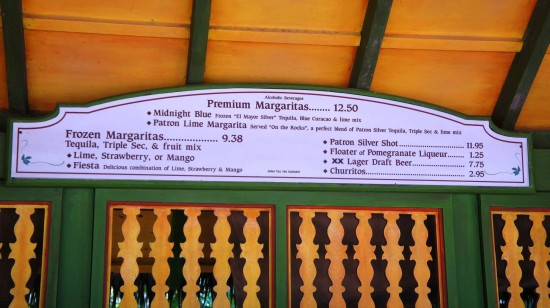 Alcoholic Beverages
Premium Margaritas........ 12.50
◆ Midnight Blue Frozen "El Mayor Silver" Tequila, Blue Curacao & lime mix
◆ Patron Lime Margarita Served "On the Rocks", a perfect blend of Patron Silver Tequila, Triple Sec & lime mix
Frozen Margaritas.................... 9.38
Tequila, Triple Sec, & fruit mix
◆ Lime, Strawberry, or Mango
◆ Fiesta Delicious combination of Lime, Strawberry & Mango
◆ Patron Silver Shot.......................................11.95
◆ Floater of Pomegranate Liqueur....... 1.25
◆ XX Lager Draft Beer..................... 7.75
◆ Churritos....................................... 2.95